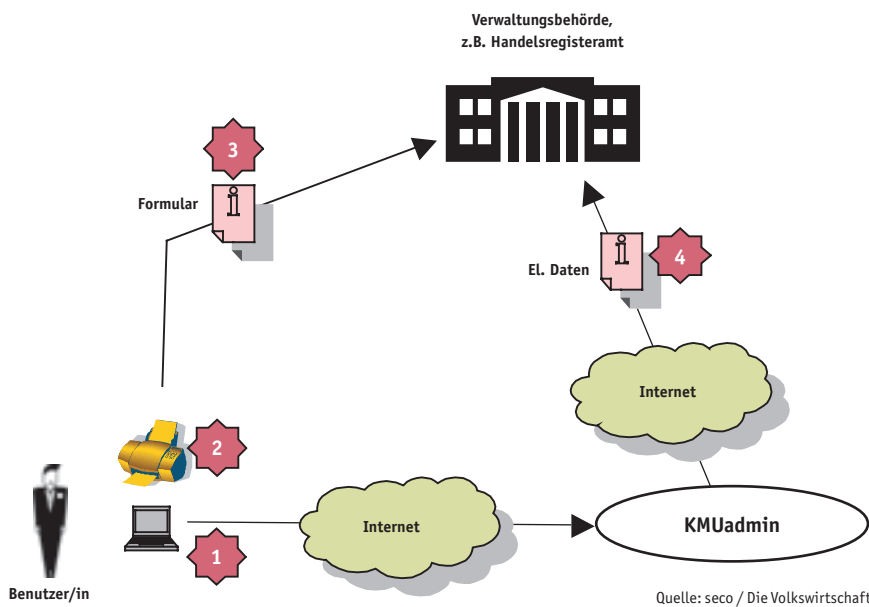 Verwaltungsbehörde,
z.B. Handelsregisteramt
3
Formular
El. Daten
4
Internet
2
1
Internet
KMUadmin
Benutzer/in
Quelle: seco / Die Volkswirtschaft